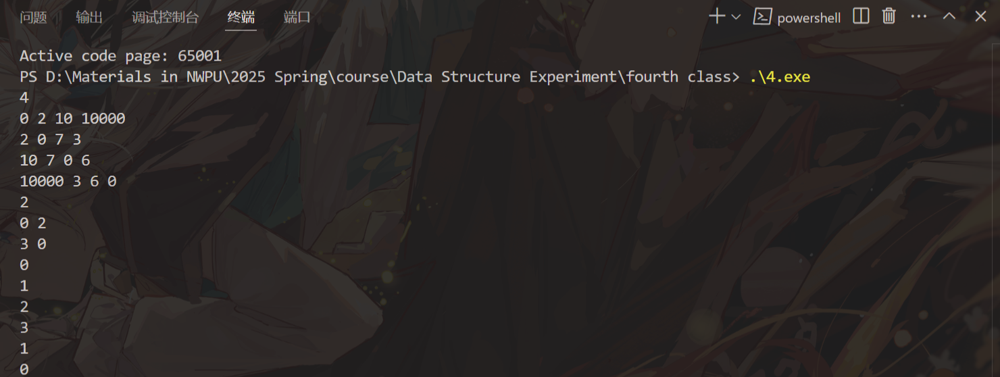 问题 输出 调试控制台 终端 端口 powershell
Active code page: 65001
PS D:\Materials in NWPU\2025 Spring\course\Data Structure Experiment\fourth class> .\4.exe
4
0 2 10 10000
2 0 7 3
10 7 0 6
10000 3 6 0
2
0 2
3 0
0
1
2
3
1
0